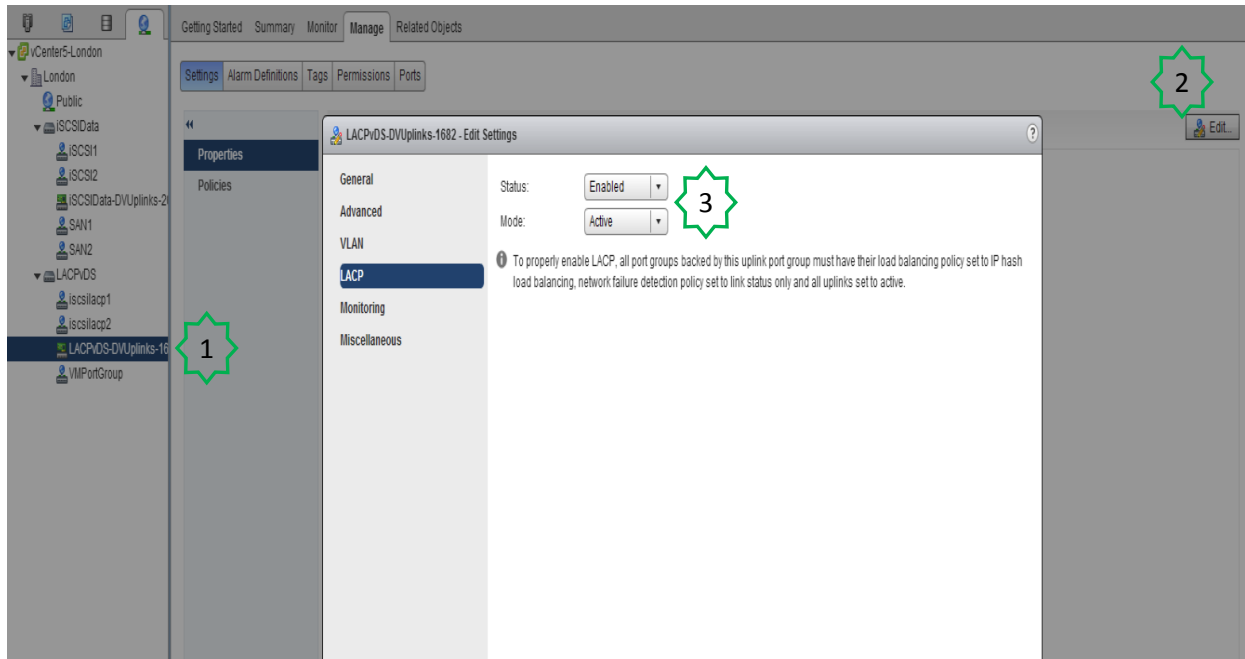 Getting Started Summary Monitor Manage Related Objects
vCenter5-London
London
Public
iSCSIData
iSCSI1
iSCSI2
iSCSIData-DVUplinks-2
SAN1
SAN2
LACPvDS
iscsilacp1
iscsilacp2
LACPvDS-DVUplinks-16
VMPortGroup
1
Settings Alarm Definitions Tags Permissions Ports
2
Edit...
Properties
Policies
LACPvDS-DVUplinks-1682 - Edit Settings
?
General
Advanced
VLAN
LACP
Monitoring
Miscellaneous
Status: Enabled
Mode: Active
3
To properly enable LACP, all port groups backed by this uplink port group must have their load balancing policy set to IP hash
load balancing, network failure detection policy set to link status only and all uplinks set to active.